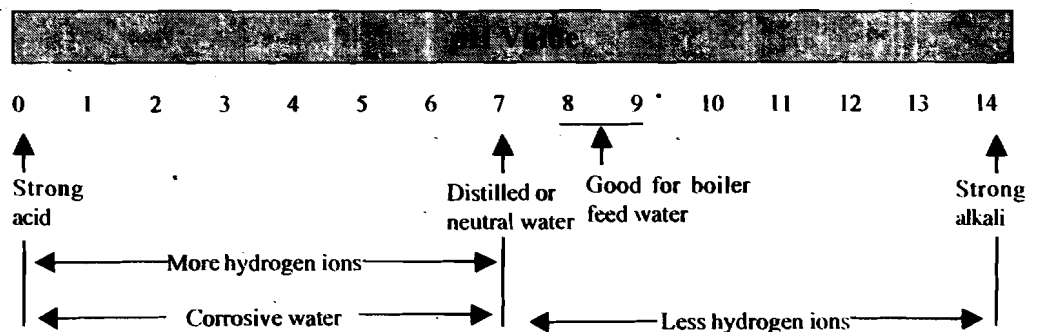 pH Value
0 1 2 3 4 5 6 7 8 9 10 11 12 13 14
Strong
acid
Distilled or
neutral water
Good for boiler
feed water
Strong
alkali
More hydrogen ions
Corrosive water
Less hydrogen ions